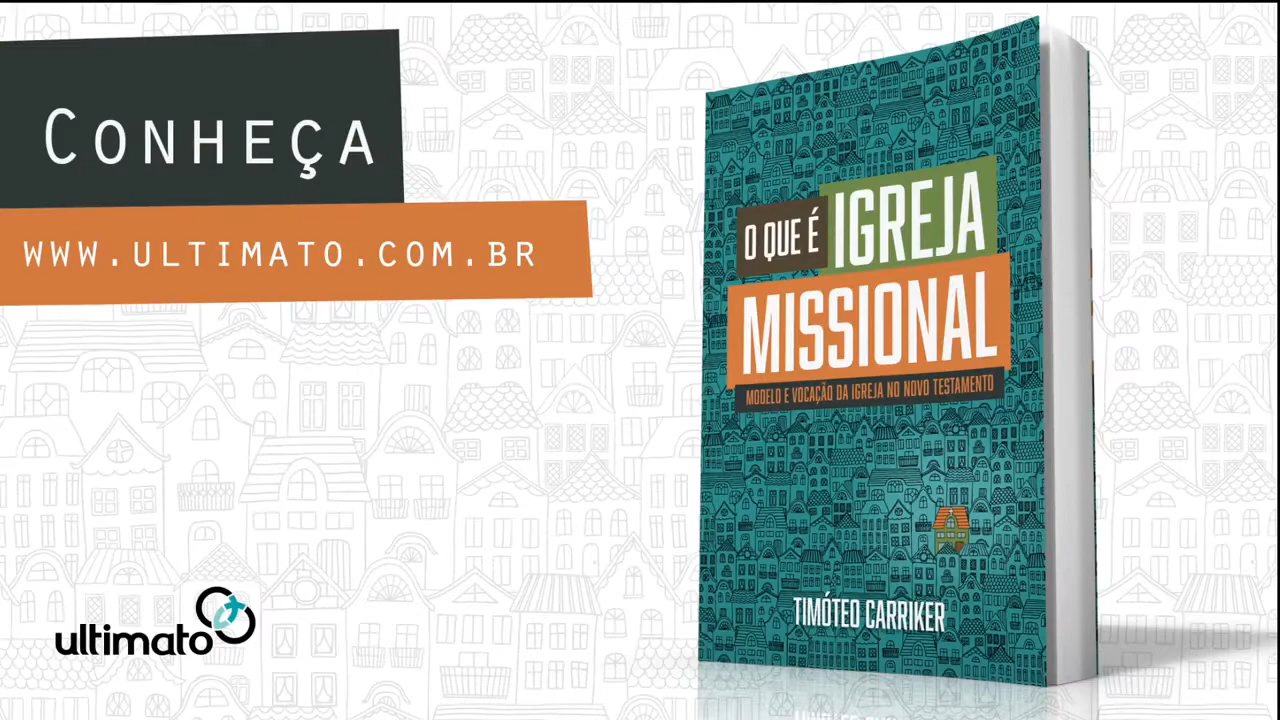 CONHEÇA
WWW.ULTIMATO.COM.BR
O QUE É IGREJA
MISSIONAL
MODELO E VOCAÇÃO DA IGREJA NO NOVO TESTAMENTO
TIMÓTEO CARRIKER
ultimato